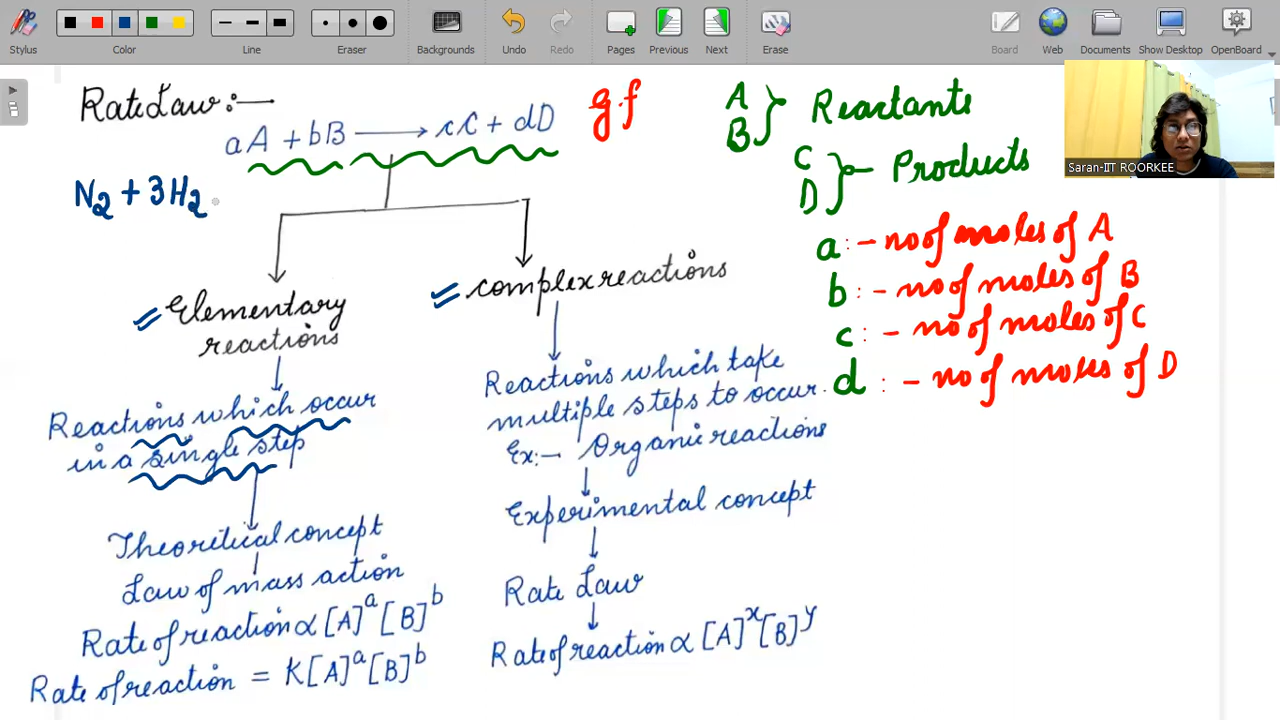 Stylus
Color
Line
Eraser
Backgrounds
Undo
Redo
Pages
Previous
Next
Erase
Board
Web
Documents
Show Desktop
OpenBoard
Saran-IIT ROORKEE
Rate Law :-
aA + bB → cC + dD
g.f
N₂ + 3H₂
A
B
} Reactants
C
D
} - Products
a :- no of moles of A
b :- no of moles of B
c :- no of moles of C
d :- no of moles of D
Elementary
reactions
Reactions which occur
in a single step
Theoritical concept
Law of mass action
Rate of reaction ∝ [A]ᵃ [B]ᵇ
Rate of reaction = K[A]ᵃ[B]ᵇ
complex reactions
Reactions which take
multiple steps to occur.
Ex:- Organic reactions
Experimental concept
Rate Law
Rate of reaction ∝ [A]ˣ[B]ʸ